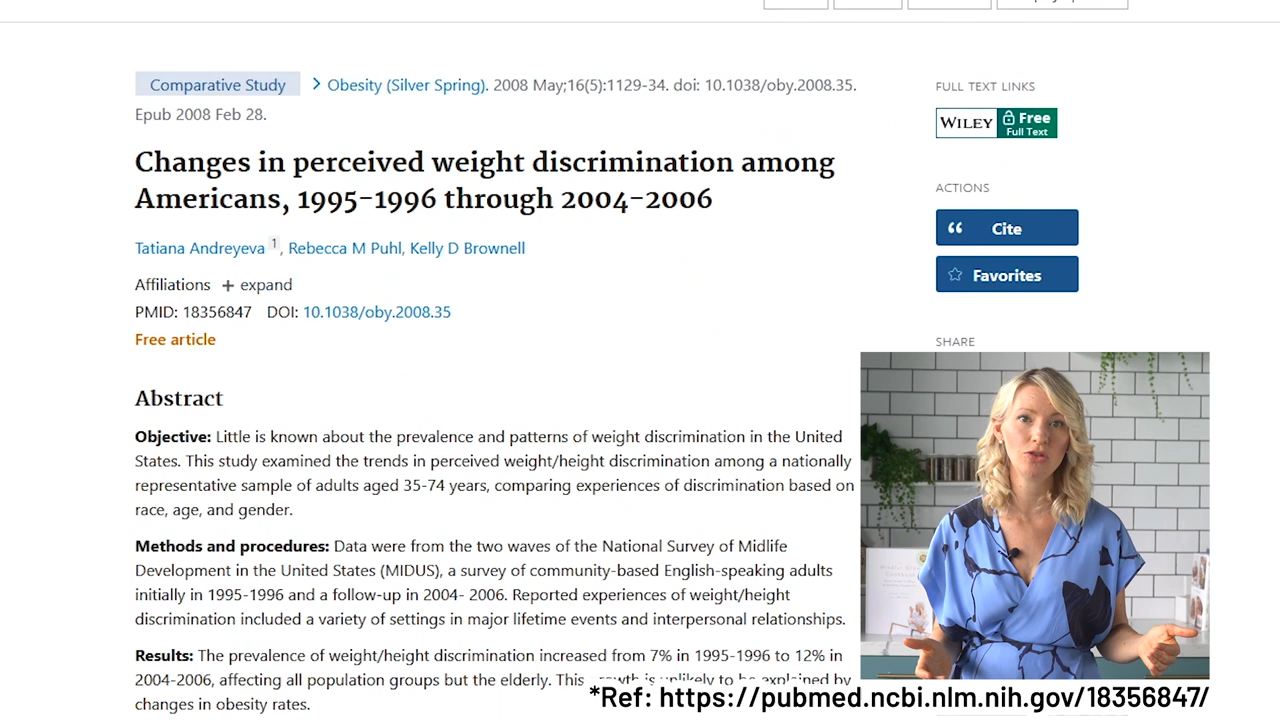 Comparative Study > Obesity (Silver Spring). 2008 May;16(5):1129-34. doi: 10.1038/oby.2008.35.
Epub 2008 Feb 28.
Changes in perceived weight discrimination among
Americans, 1995-1996 through 2004-2006
Tatiana Andreyeva 1, Rebecca M Puhl, Kelly D Brownell
Affiliations + expand
PMID: 18356847 DOI: 10.1038/oby.2008.35
Free article
Abstract
Objective: Little is known about the prevalence and patterns of weight discrimination in the United
States. This study examined the trends in perceived weight/height discrimination among a nationally
representative sample of adults aged 35-74 years, comparing experiences of discrimination based on
race, age, and gender.
Methods and procedures: Data were from the two waves of the National Survey of Midlife
Development in the United States (MIDUS), a survey of community-based English-speaking adults
initially in 1995-1996 and a follow-up in 2004- 2006. Reported experiences of weight/height
discrimination included a variety of settings in major lifetime events and interpersonal relationships.
Results: The prevalence of weight/height discrimination increased from 7% in 1995-1996 to 12% in
2004-2006, affecting all population groups but the elderly. This growth is unlikely to be explained by
changes in obesity rates.
FULL TEXT LINKS
WILEY Free
Full Text
ACTIONS
Cite
Favorites
SHARE
*Ref: https://pubmed.ncbi.nlm.nih.gov/18356847/